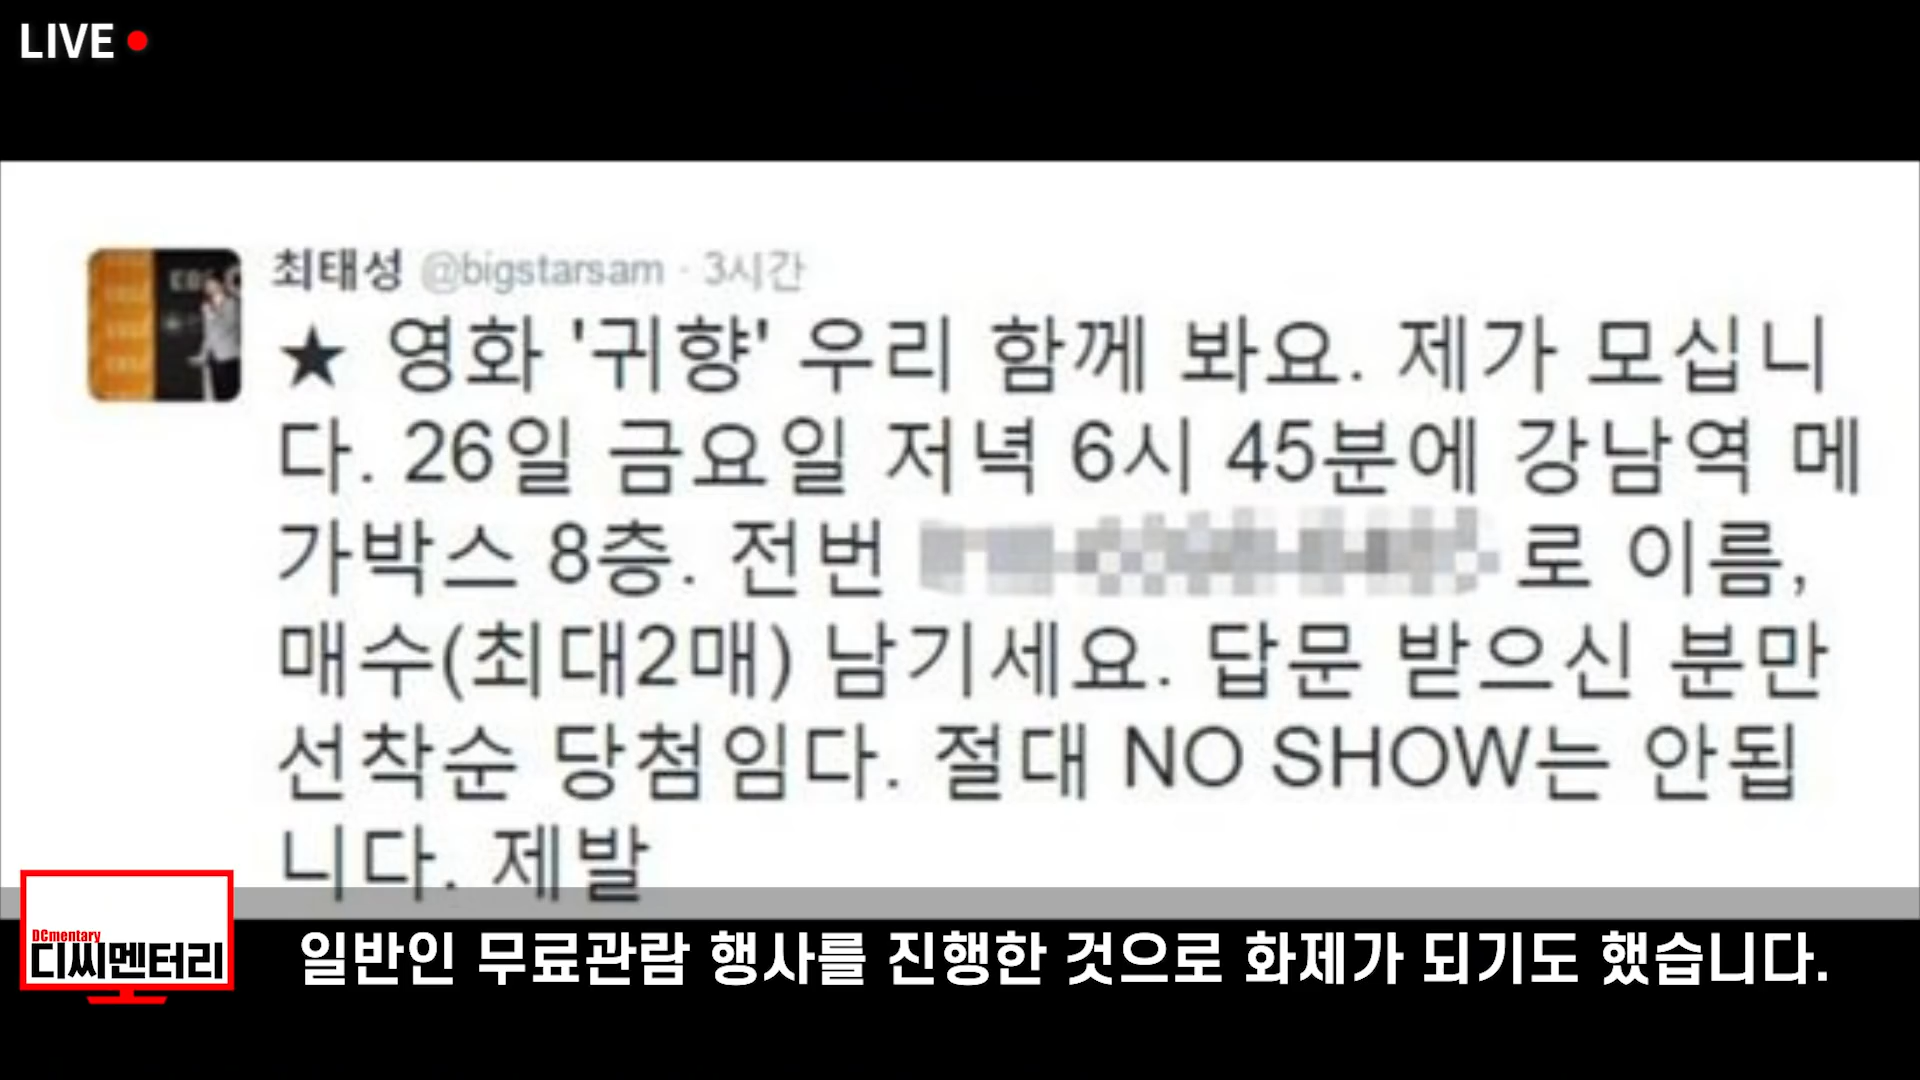 LIVE
최태성 @bigstarsam · 3시간
★ 영화 '귀향' 우리 함께 봐요. 제가 모십니
다. 26일 금요일 저녁 6시 45분에 강남역 메
가박스 8층. 전번 로 이름,
매수(최대2매) 남기세요. 답문 받으신 분만
선착순 당첨임다. 절대 NO SHOW는 안됩
니다. 제발
DCmentary
디씨멘터리
일반인 무료관람 행사를 진행한 것으로 화제가 되기도 했습니다.